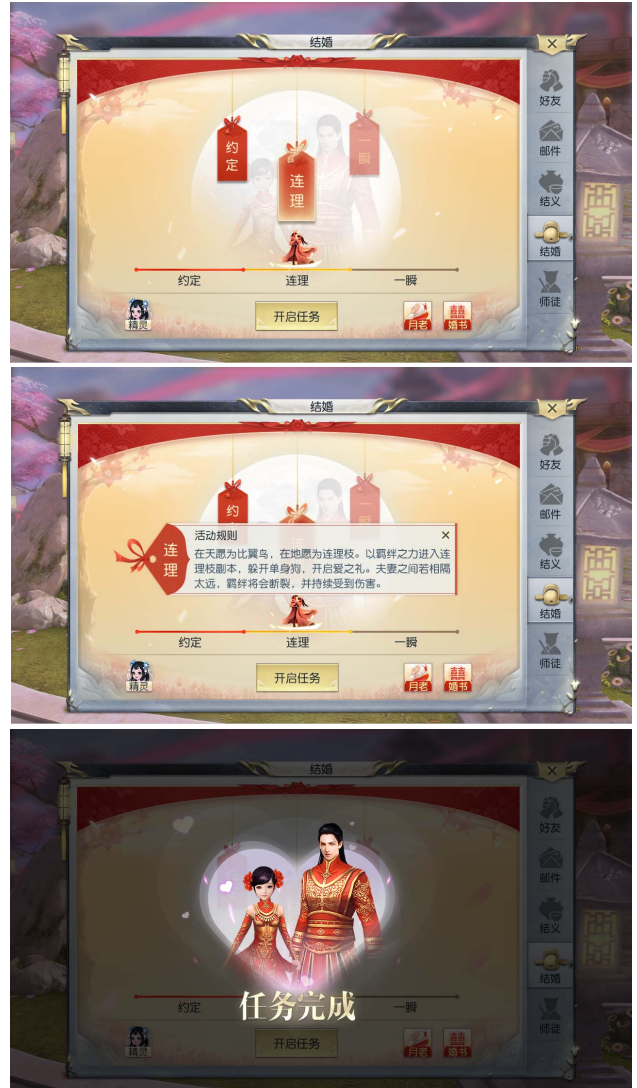 结婚
好友
约定
一瞬
连理
邮件
结义
结婚
约定
连理
一瞬
师徒
精灵
开启任务
月老
婚书
结婚
好友
约
一瞬
连
邮件
活动规则
连理
在天愿为比翼鸟，在地愿为连理枝。以羁绊之力进入连
理枝副本，躲开单身狗，开启爱之礼。夫妻之间若相隔
太远，羁绊将会断裂，并持续受到伤害。
结义
结婚
约定
连理
一瞬
师徒
精灵
开启任务
月老
婚书
结婚
好友
邮件
结义
结婚
约定
任务完成
一瞬
师徒
精灵
开启任务
月老
婚书